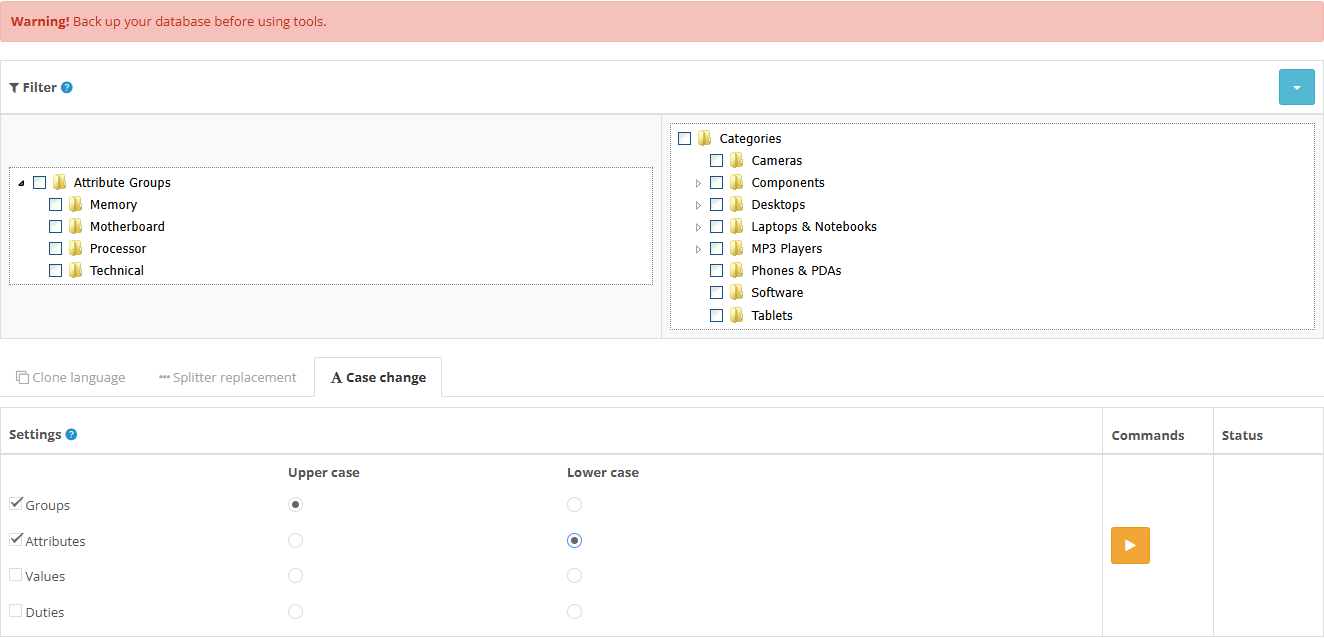 Warning! Back up your database before using tools.
Filter ?
Attribute Groups
Memory
Motherboard
Processor
Technical
Categories
Cameras
Components
Desktops
Laptops & Notebooks
MP3 Players
Phones & PDAs
Software
Tablets
Clone language
Splitter replacement
A Case change
Settings ?
Commands
Status
Upper case
Lower case
Groups
Attributes
Values
Duties